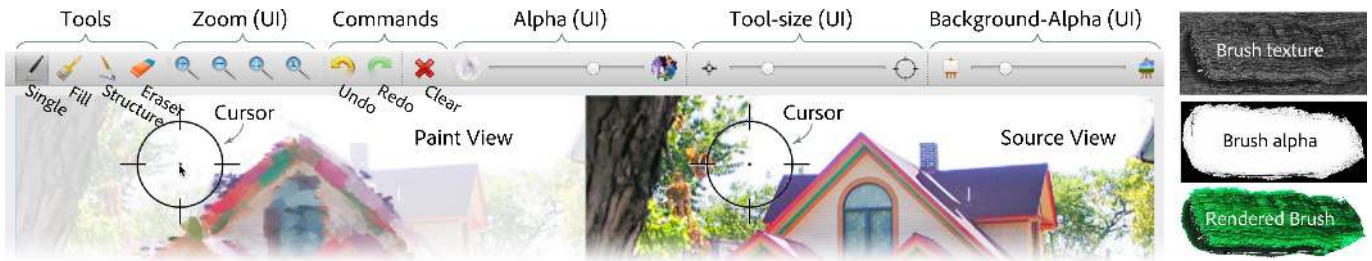 Tools Zoom (UI) Commands Alpha (UI) Tool-size (UI) Background-Alpha (UI)
Single Fill Structure Eraser Undo Redo Clear
Cursor Paint View Cursor Source View
Brush texture
Brush alpha
Rendered Brush